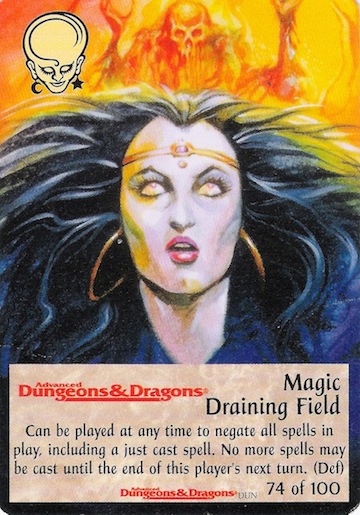 Advanced
Dungeons&Dragons®
Magic
Draining Field
Can be played at any time to negate all spells in
play, including a just cast spell. No more spells may
be cast until the end of this player's next turn. (Def)
Advanced
Dungeons&Dragons® DUN 74 of 100